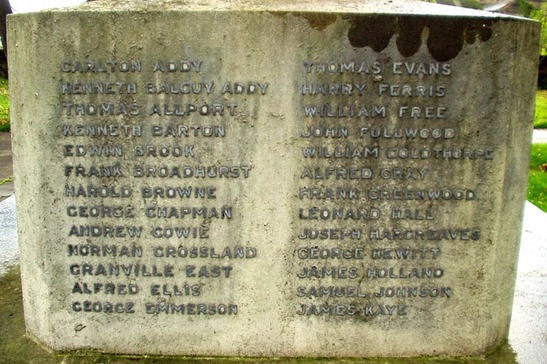 CARLTON ADDY
KENNETH BALGUY ADDY
THOMAS ALLPORT
KENNETH BARTON
EDWIN BROOK
FRANK BROADHURST
HAROLD BROWNE
GEORGE CHAPMAN
ANDREW COWIE
NORMAN CROSSLAND
GRANVILLE EAST
ALFRED ELLIS
GEORGE EMMERSON
THOMAS EVANS
HARRY FERRIS
WILLIAM FREE
JOHN FULLWOOD
WILLIAM GOLDTHORPE
ALFRED GRAY
FRANK GREENWOOD
LEONARD HALL
JOSEPH HARGREAVES
GEORGE HEWITT
JAMES HOLLAND
SAMUEL JOHNSON
JAMES KAYE